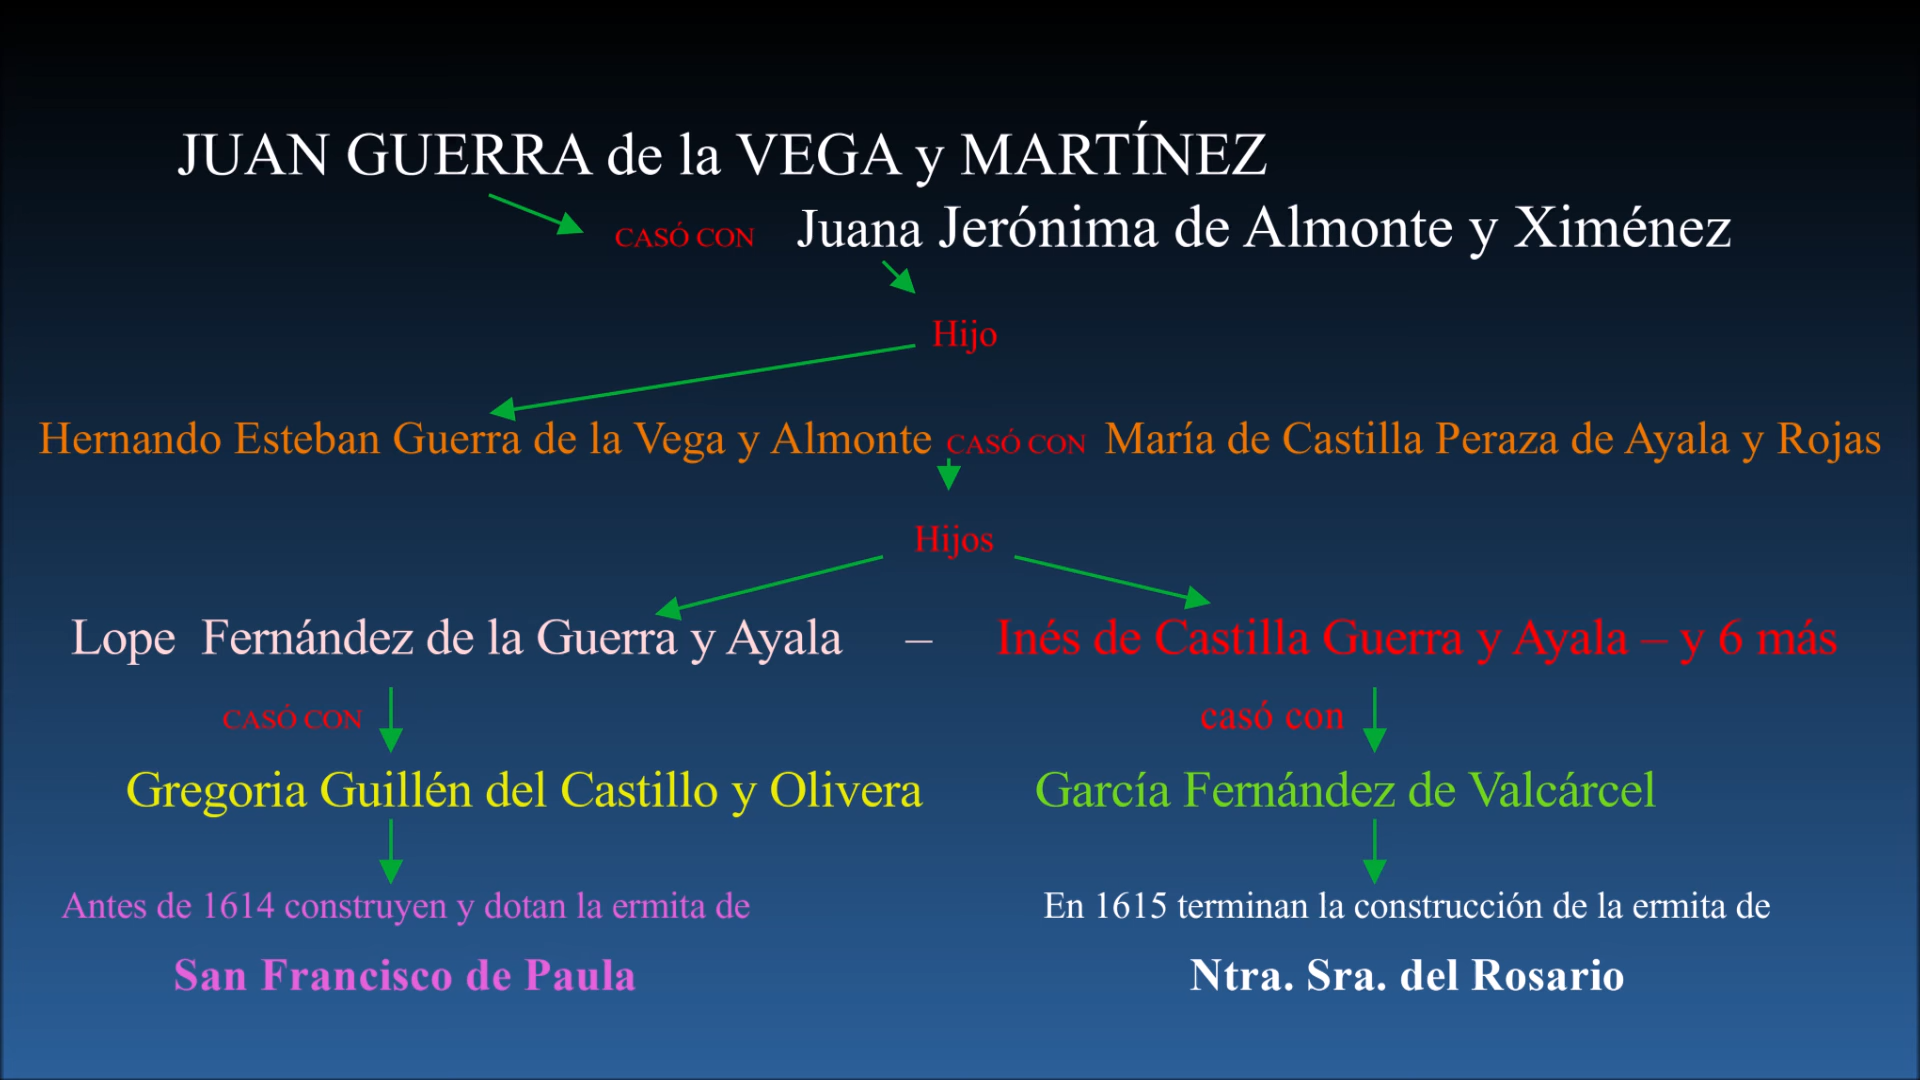 JUAN GUERRA de la VEGA y MARTÍNEZ
CASÓ CON Juana Jerónima de Almonte y Ximénez
Hijo
Hernando Esteban Guerra de la Vega y Almonte CASÓ CON María de Castilla Peraza de Ayala y Rojas
Hijos
Lope Fernández de la Guerra y Ayala – Inés de Castilla Guerra y Ayala – y 6 más
CASÓ CON casó con
Gregoria Guillén del Castillo y Olivera García Fernández de Valcárcel
Antes de 1614 construyen y dotan la ermita de En 1615 terminan la construcción de la ermita de
San Francisco de Paula Ntra. Sra. del Rosario